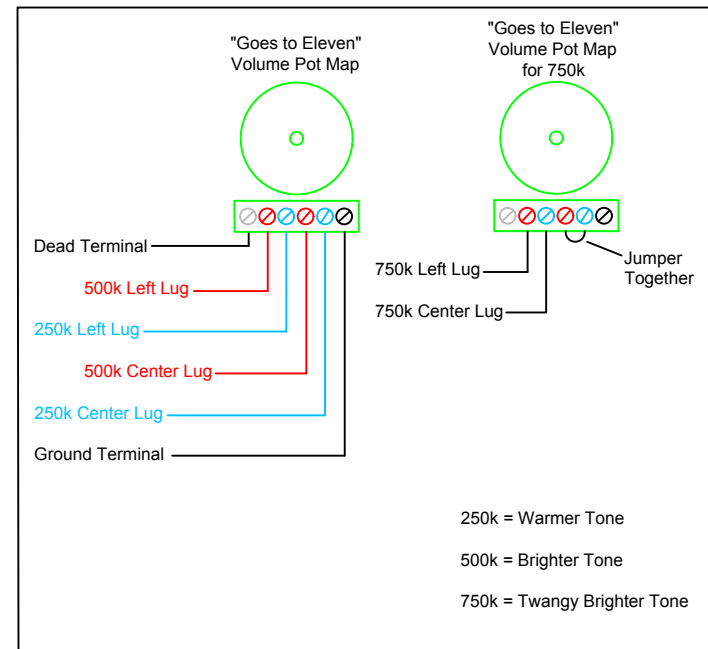 "Goes to Eleven"
Volume Pot Map
"Goes to Eleven"
Volume Pot Map
for 750k
Dead Terminal
500k Left Lug
250k Left Lug
500k Center Lug
250k Center Lug
Ground Terminal
750k Left Lug
750k Center Lug
Jumper
Together
250k = Warmer Tone
500k = Brighter Tone
750k = Twangy Brighter Tone